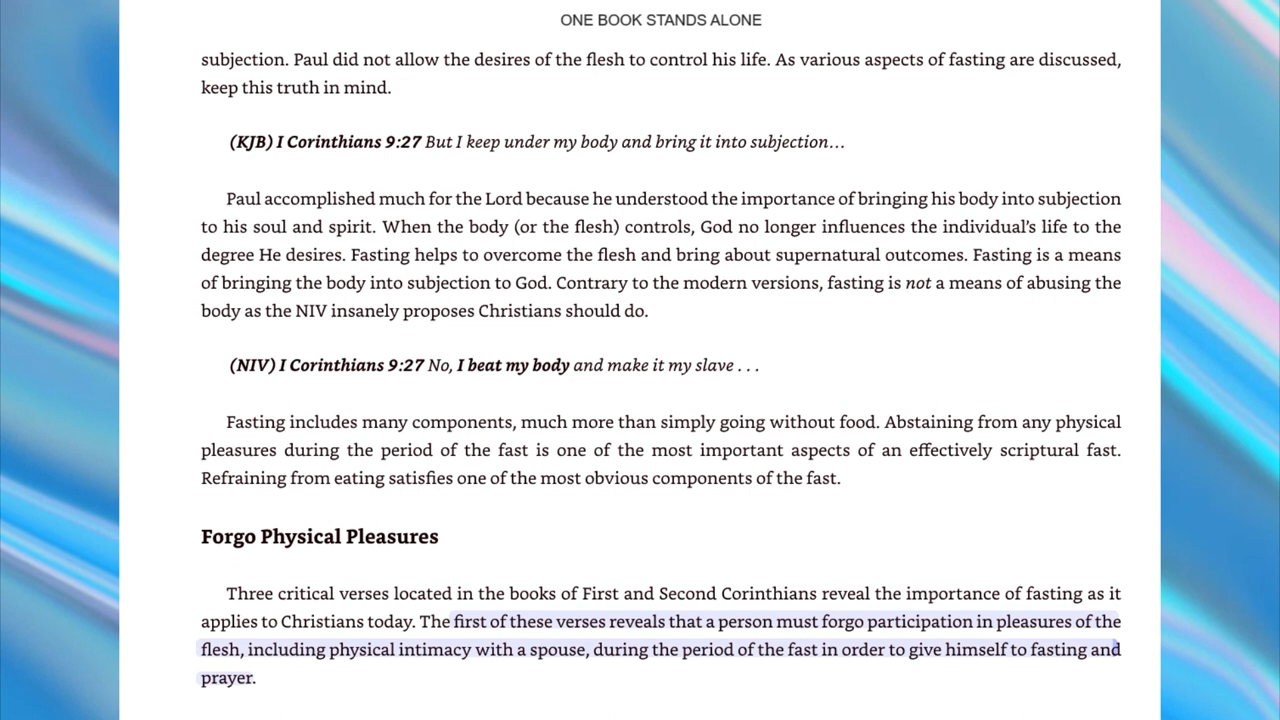 ONE BOOK STANDS ALONE
subjection. Paul did not allow the desires of the flesh to control his life. As various aspects of fasting are discussed,
keep this truth in mind.
(KJB) I Corinthians 9:27 But I keep under my body and bring it into subjection…
Paul accomplished much for the Lord because he understood the importance of bringing his body into subjection
to his soul and spirit. When the body (or the flesh) controls, God no longer influences the individual's life to the
degree He desires. Fasting helps to overcome the flesh and bring about supernatural outcomes. Fasting is a means
of bringing the body into subjection to God. Contrary to the modern versions, fasting is not a means of abusing the
body as the NIV insanely proposes Christians should do.
(NIV) I Corinthians 9:27 No, I beat my body and make it my slave . . .
Fasting includes many components, much more than simply going without food. Abstaining from any physical
pleasures during the period of the fast is one of the most important aspects of an effectively scriptural fast.
Refraining from eating satisfies one of the most obvious components of the fast.
Forgo Physical Pleasures
Three critical verses located in the books of First and Second Corinthians reveal the importance of fasting as it
applies to Christians today. The first of these verses reveals that a person must forgo participation in pleasures of the
flesh, including physical intimacy with a spouse, during the period of the fast in order to give himself to fasting and
prayer.